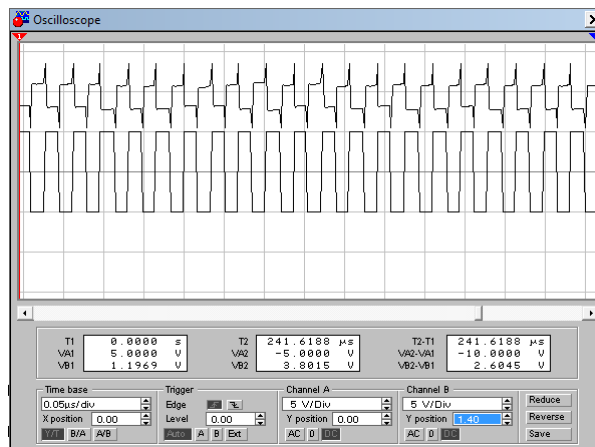 Oscilloscope
1
T1 0.0000 s T2 241.6188 µs T2-T1 241.6188 µs
VA1 5.0000 V VA2 -5.0000 V VA2-VA1 -10.0000 V
VB1 1.1969 V VB2 3.8015 V VB2-VB1 2.6045 V
Time base Trigger Channel A Channel B Reduce
0.05µs/div Edge 5 V/Div 5 V/Div
X position 0.00 Level 0.00 Y position 0.00 Y position 1.40 Reverse
Y/T B/A A/B Auto A B Ext AC 0 DC AC 0 DC Save